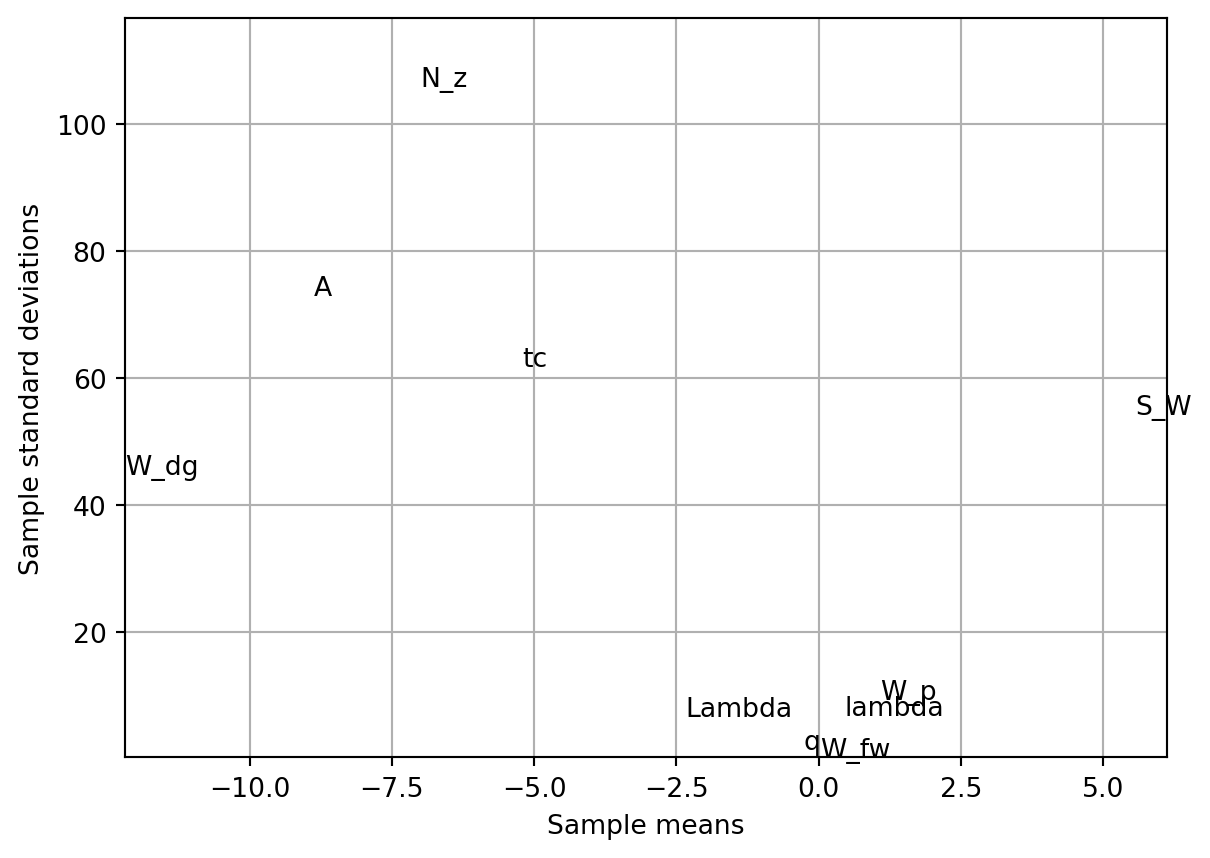 N_z
100
80
A
tc
60
S_W
W_dg
40
20
W_p
Lambda
lambda
q
W_fw
−10.0 −7.5 −5.0 −2.5 0.0 2.5 5.0
Sample means
Sample standard deviations